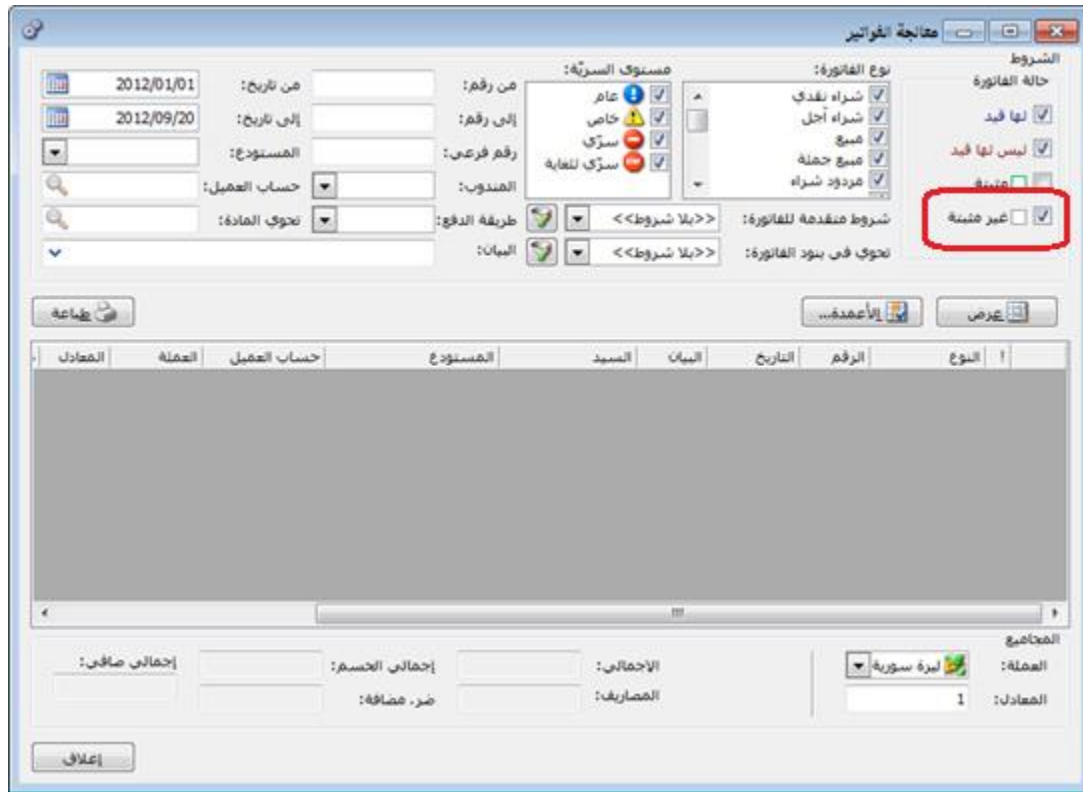 معالجة الفواتير
الشروط
حالة الفاتورة
لها قيد
ليس لها قيد
مثبتة
غير مثبتة
نوع الفاتورة:
شراء نقدي
شراء آجل
مبيع
مبيع جملة
مردود شراء
مستوى السريّة:
عام
خاص
سرّي
سرّي للغاية
من رقم:
إلى رقم:
رقم فرعي:
المندوب:
من تاريخ: 2012/01/01
إلى تاريخ: 2012/09/20
المستودع:
حساب العميل:
شروط متقدمة للفاتورة: <<بلا شروط>>
طريقة الدفع:
تحوي المادة:
تحوي في بنود الفاتورة: <<بلا شروط>>
البيان:
عرض
الأعمدة...
طباعة
! النوع الرقم التاريخ البيان السيد المستودع حساب العميل العملة المعادل
المجاميع
العملة: ليرة سورية
الاجمالي:
إجمالي الحسم:
إجمالي صافي:
المعادل: 1
المصاريف:
ضر. مضافة:
إغلاق